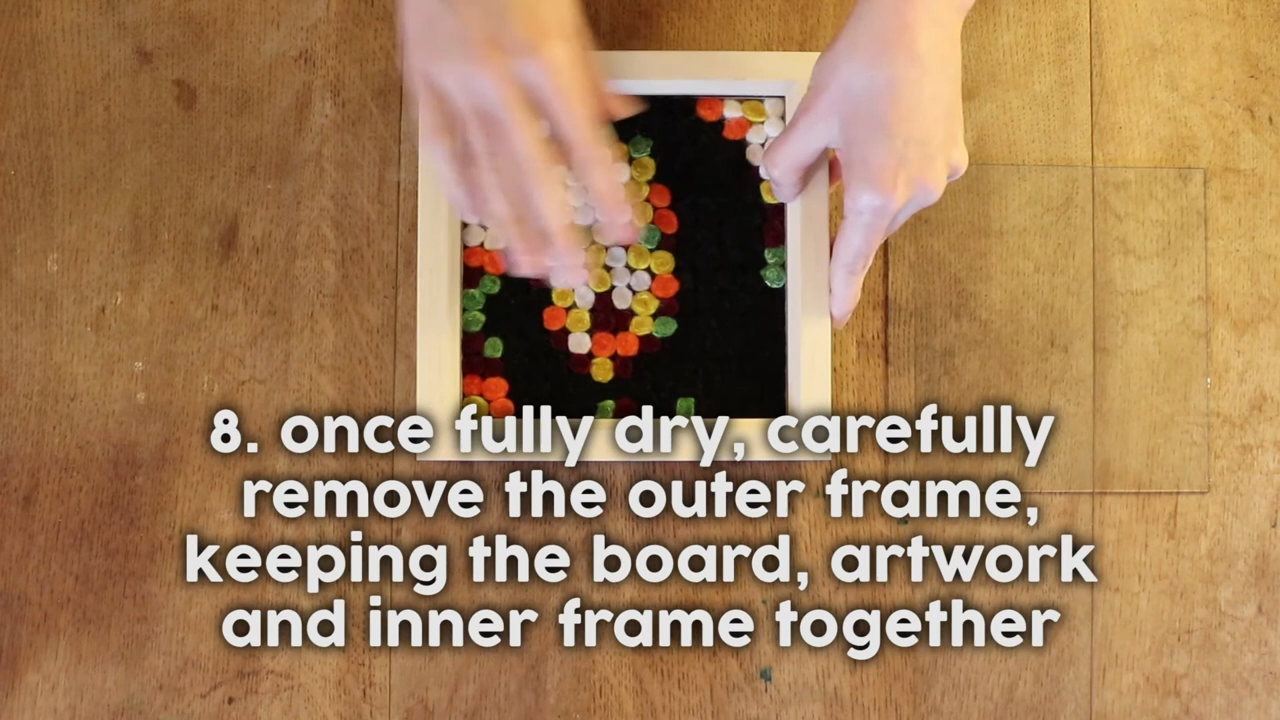 8. once fully dry, carefully
remove the outer frame,
keeping the board, artwork
and inner frame together